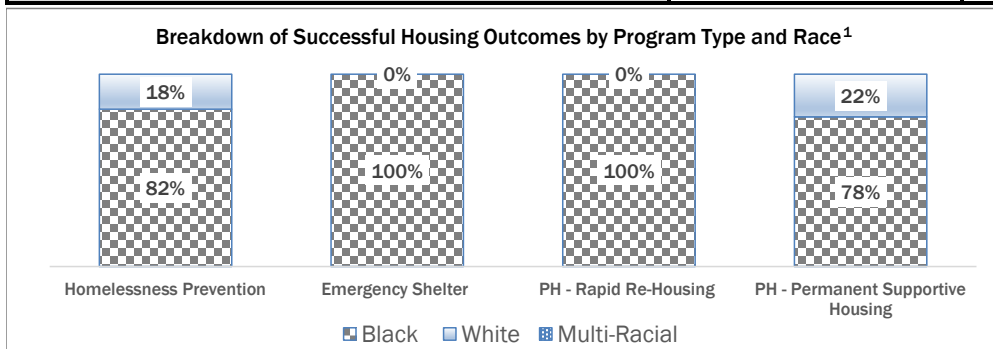 Breakdown of Successful Housing Outcomes by Program Type and Race¹
18%
0%
0%
22%
82%
100%
100%
78%
Homelessness Prevention
Emergency Shelter
PH - Rapid Re-Housing
PH - Permanent Supportive
Housing
Black
White
Multi-Racial